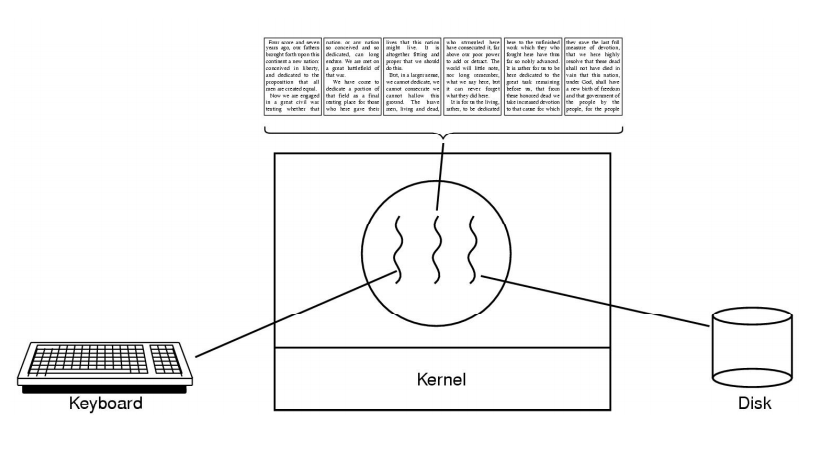 Four score and seven
years ago, our fathers
brought forth upon this
continent a new nation:
conceived in liberty,
and dedicated to the
proposition that all
men are created equal.
Now we are engaged
in a great civil war
testing whether that
nation, or any nation
so conceived and so
dedicated, can long
endure. We are met on
a great battlefield of
that war.
We have come to
dedicate a portion of
that field as a final
resting place for those
who here gave their
lives that this nation
might live. It is
altogether fitting and
proper that we should
do this.
But, in a larger sense,
we cannot dedicate, we
cannot consecrate we
cannot hallow this
ground. The brave
men, living and dead,
who struggled here
have consecrated it, far
above our poor power
to add or detract. The
world will little note,
nor long remember,
what we say here, but
it can never forget
what they did here.
It is for us the living,
rather, to be dedicated
here to the unfinished
work which they who
fought here have thus
far so nobly advanced.
It is rather for us to be
here dedicated to the
great task remaining
before us, that from
these honored dead we
take increased devotion
to that cause for which
they gave the last full
measure of devotion,
that we here highly
resolve that these dead
shall not have died in
vain that this nation,
under God, shall have
a new birth of freedom
and that government of
the people by the
people, for the people
Kernel
Keyboard
Disk